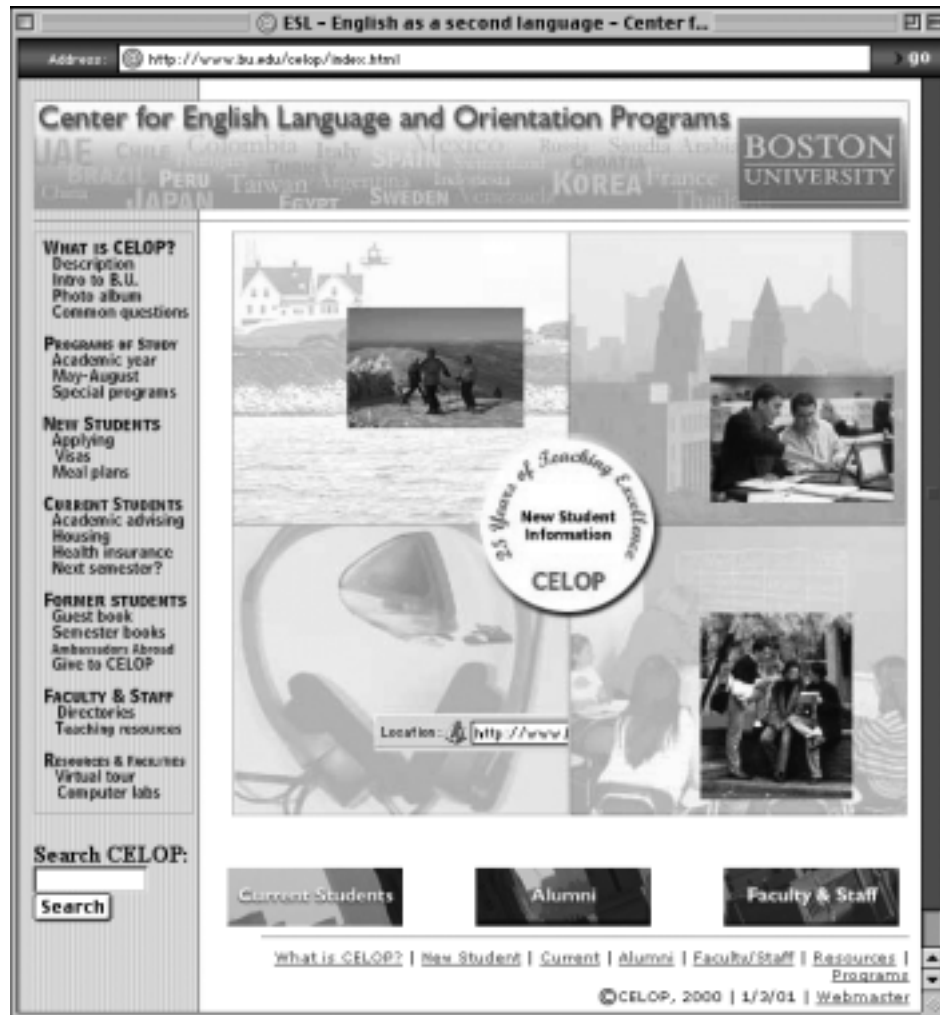 ESL – English as a second language – Center f...
Address: http://www.bu.edu/celop/index.html
go
Center for English Language and Orientation Programs
UAE CHILE Colombia Italy SPAIN Mexico Russia Saudi Arabia
TURKEY Switzerland CROATIA
BRAZIL PERU Taiwan Argentina Indonesia KOREA France
China JAPAN EGYPT SWEDEN Venezuela Thailand
BOSTON
UNIVERSITY
WHAT IS CELOP?
Description
Intro to B.U.
Photo album
Common questions
PROGRAMS OF STUDY
Academic year
May-August
Special programs
NEW STUDENTS
Applying
Visas
Meal plans
CURRENT STUDENTS
Academic advising
Housing
Health insurance
Next semester?
FORMER STUDENTS
Guest book
Semester books
Ambassadors Abroad
Give to CELOP
FACULTY & STAFF
Directories
Teaching resources
RESOURCES & FACILITIES
Virtual tour
Computer labs
Search CELOP:
Search
25 Years of Teaching Excellence
New Student
Information
CELOP
Location: http://www.
Current Students
Alumni
Faculty & Staff
What is CELOP? | New Student | Current | Alumni | Faculty/Staff | Resources |
Programs
©CELOP, 2000 | 1/3/01 | Webmaster